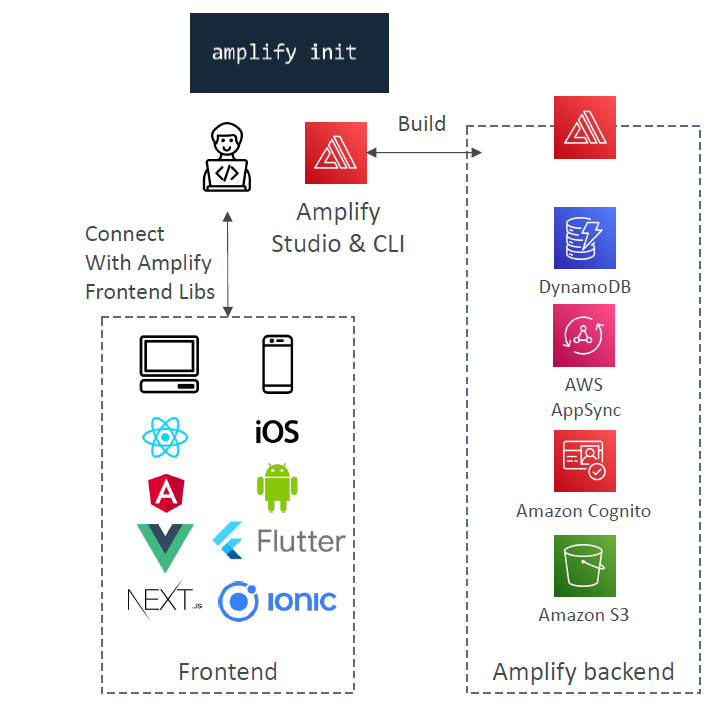 amplify init
Build
Amplify
Studio & CLI
Connect
With Amplify
Frontend Libs
iOS
A
Flutter
NEXT.JS
ionic
Frontend
DynamoDB
AWS
AppSync
Amazon Cognito
Amazon S3
Amplify backend